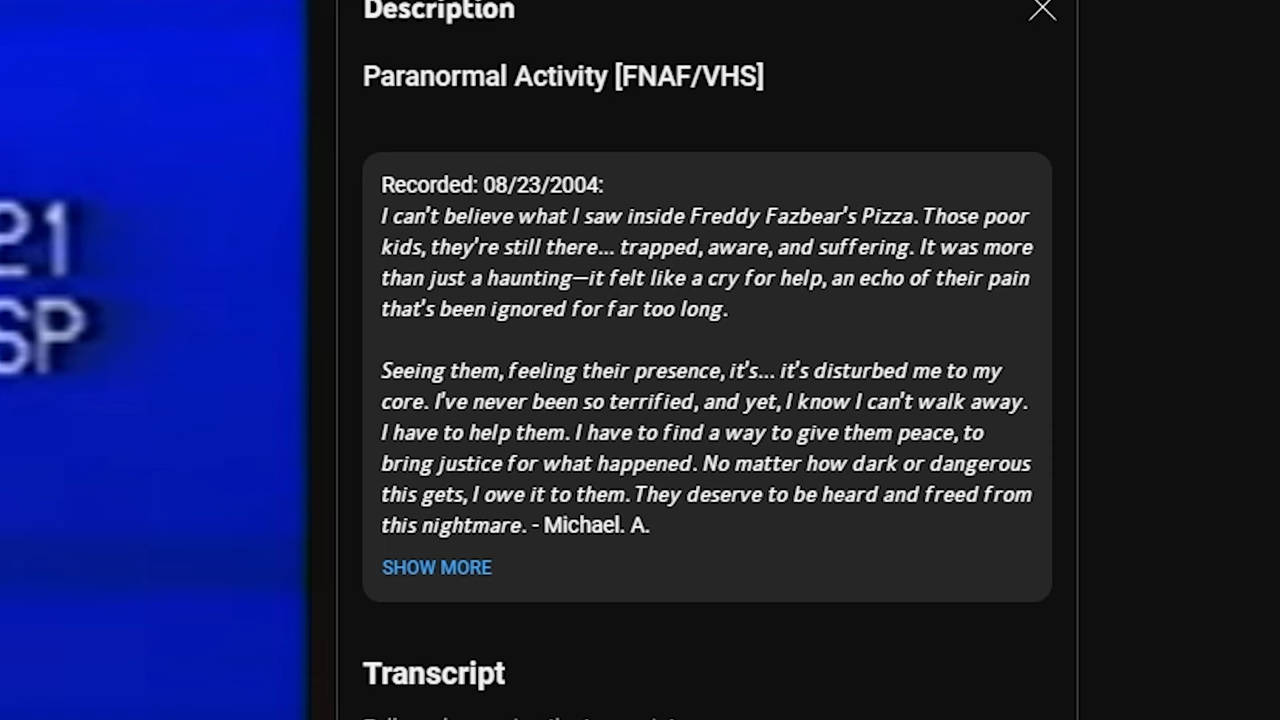 Description
Paranormal Activity [FNAF/VHS]
Recorded: 08/23/2004:
I can't believe what I saw inside Freddy Fazbear's Pizza. Those poor
kids, they're still there... trapped, aware, and suffering. It was more
than just a haunting—it felt like a cry for help, an echo of their pain
that's been ignored for far too long.
Seeing them, feeling their presence, it's... it's disturbed me to my
core. I've never been so terrified, and yet, I know I can't walk away.
I have to help them. I have to find a way to give them peace, to
bring justice for what happened. No matter how dark or dangerous
this gets, I owe it to them. They deserve to be heard and freed from
this nightmare. - Michael. A.
SHOW MORE
Transcript
21
SP